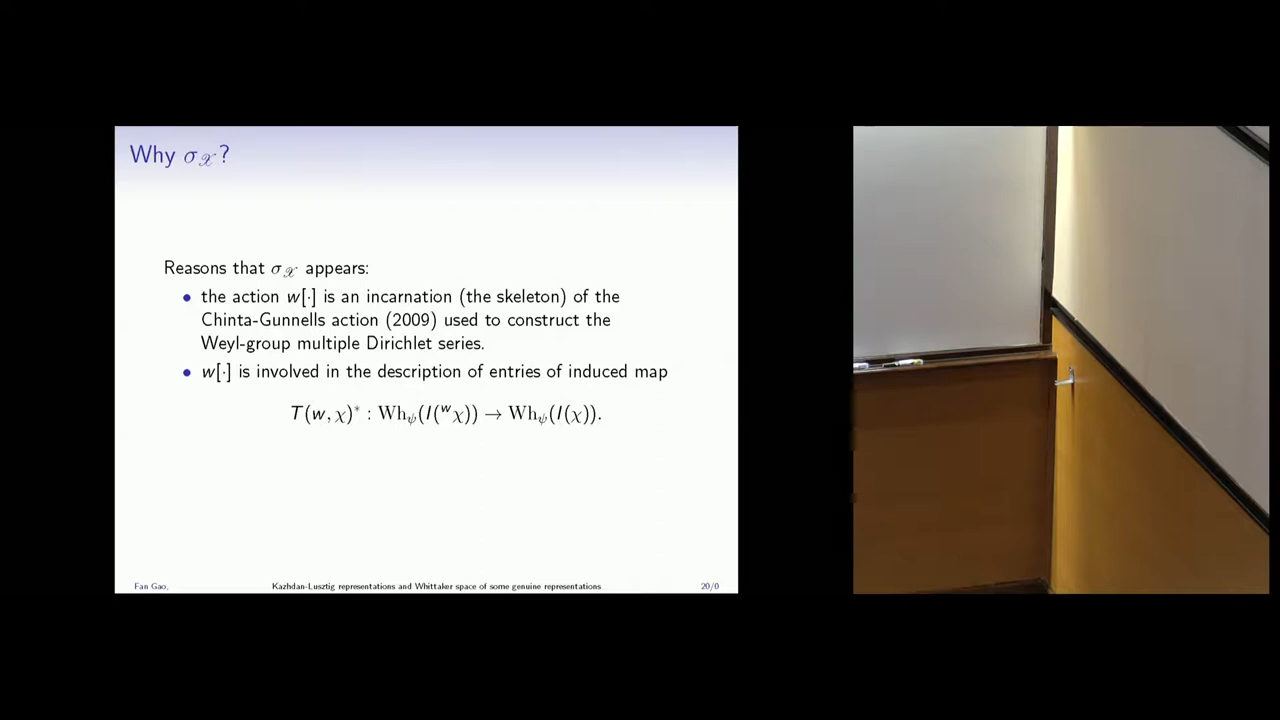 Why σ𝒳?
Reasons that σ𝒳 appears:
• the action w[·] is an incarnation (the skeleton) of the
Chinta-Gunnells action (2009) used to construct the
Weyl-group multiple Dirichlet series.
• w[·] is involved in the description of entries of induced map
T(w, χ)* : Whψ(I(ʷχ)) → Whψ(I(χ)).
Fan Gao, Kazhdan-Lusztig representations and Whittaker space of some genuine representations 20/0